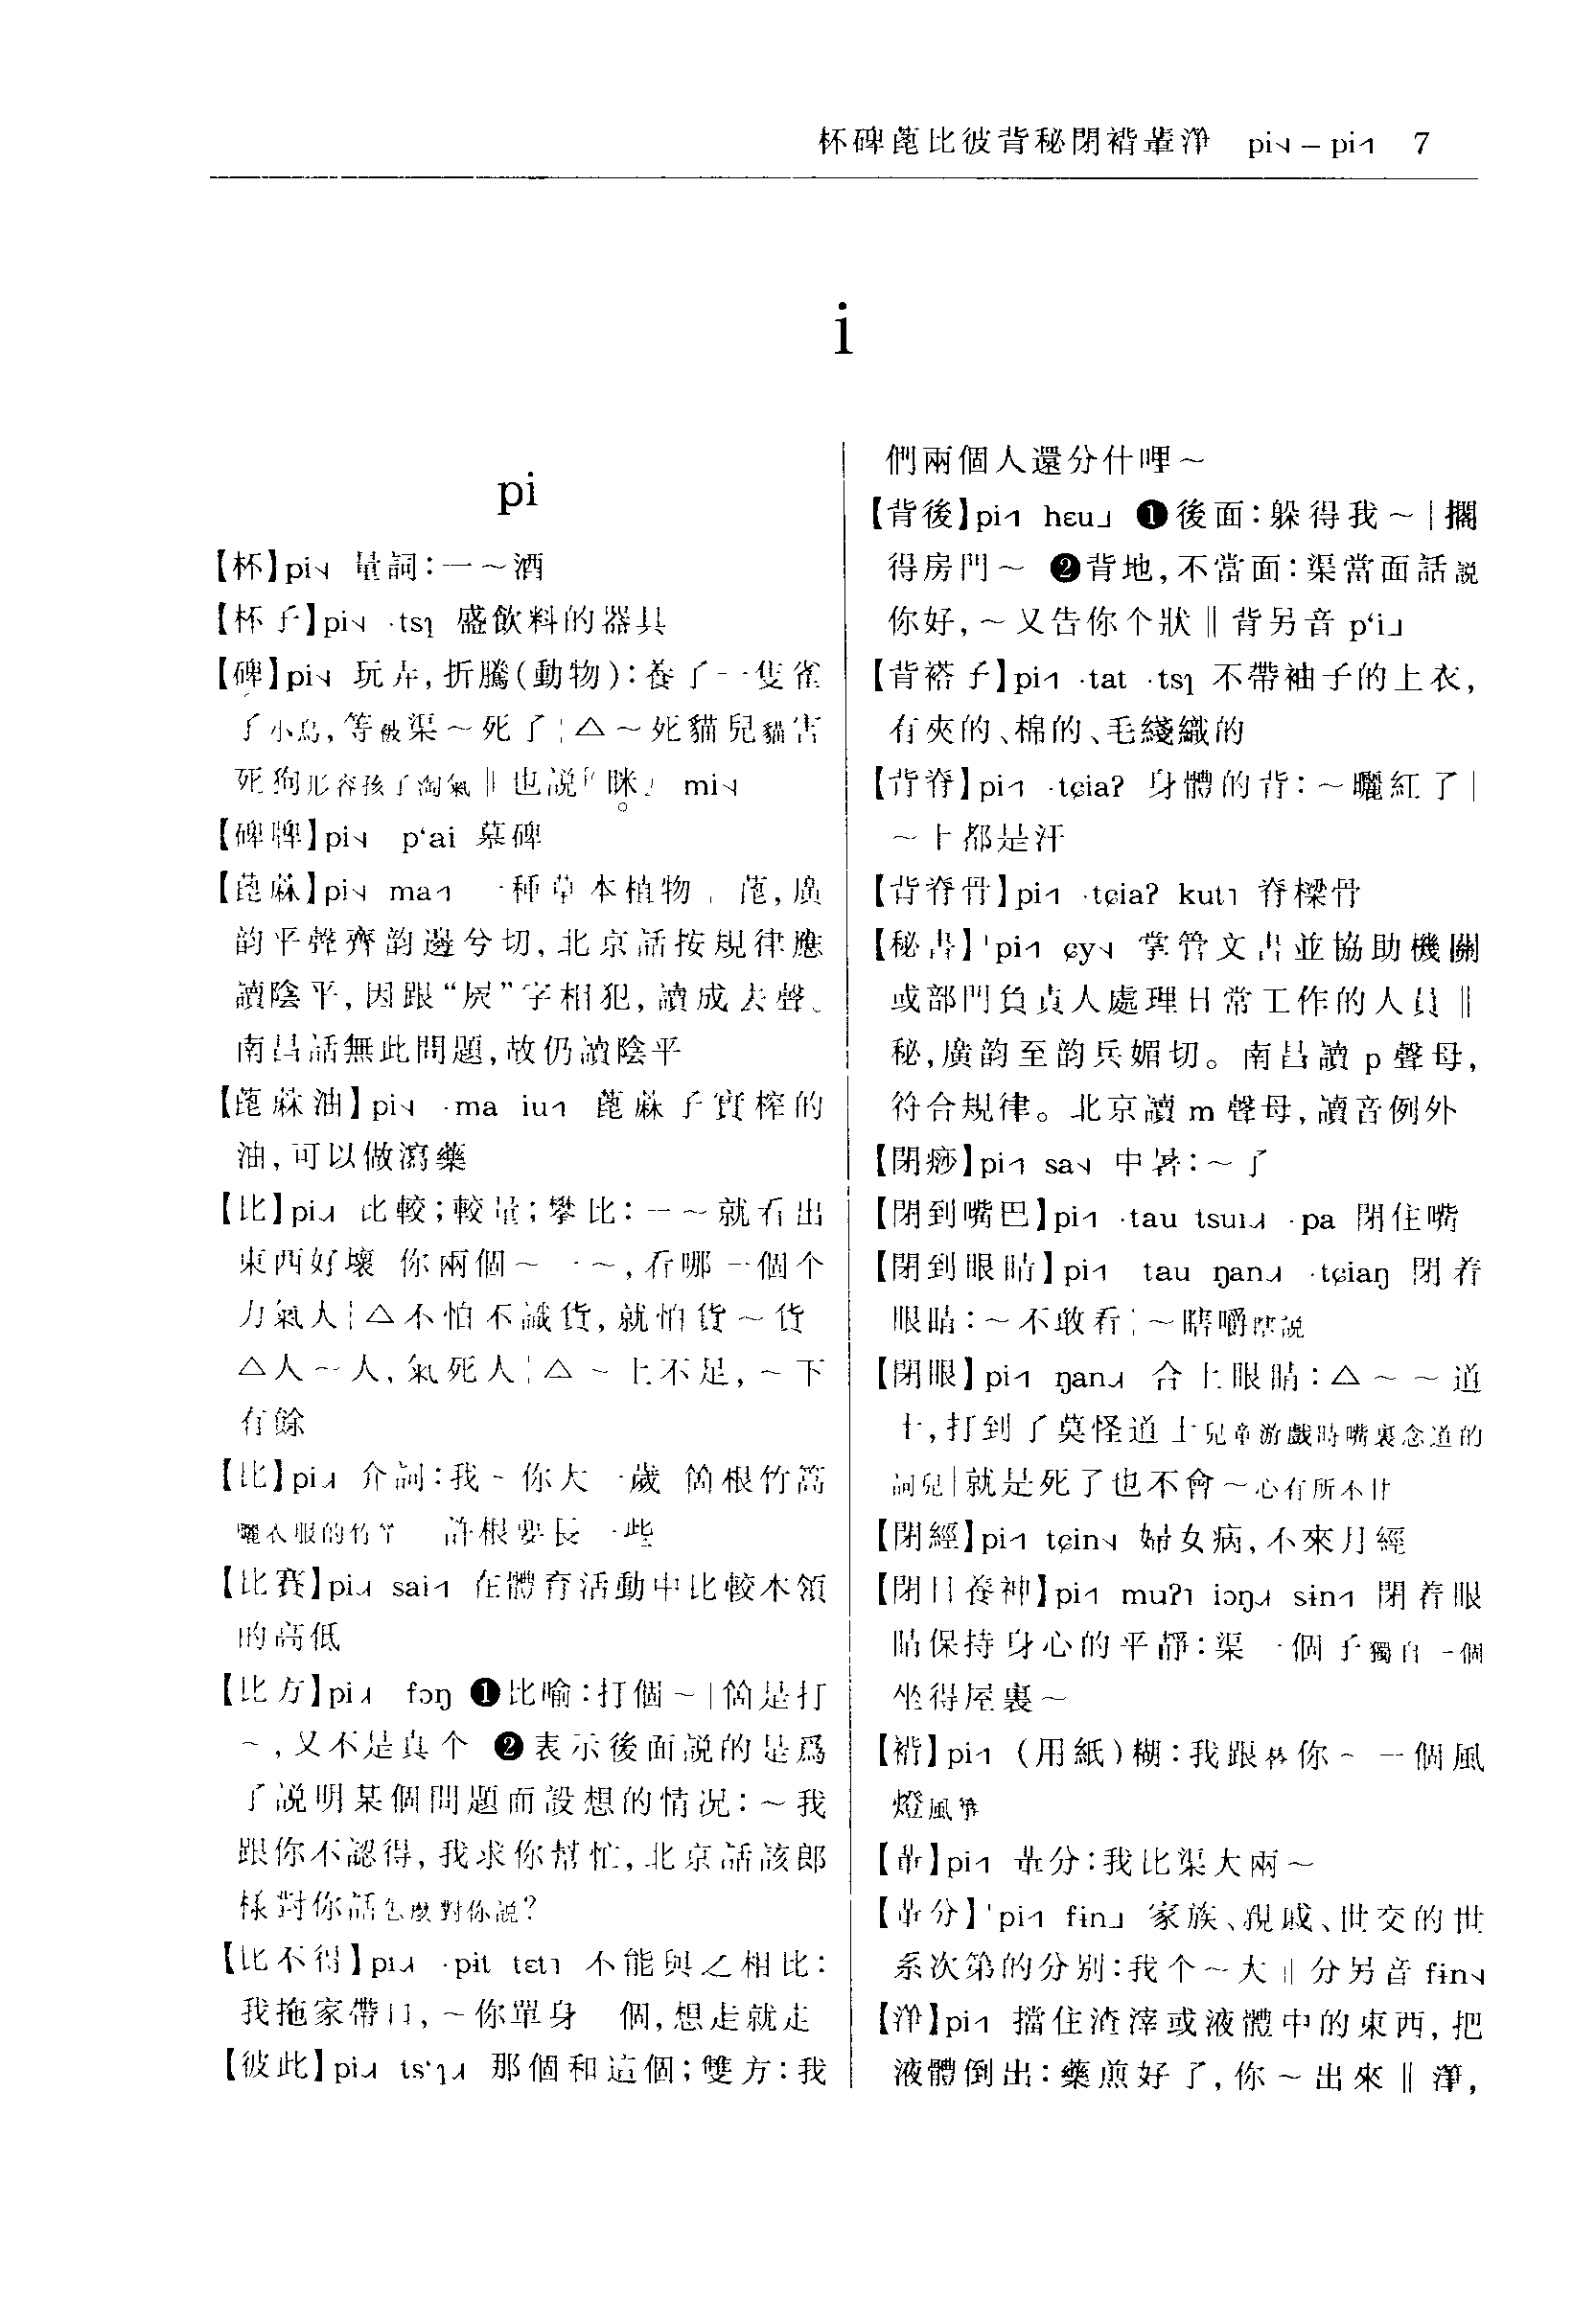 杯碑蓖比彼背秘閉褙輩潷 pi˧˨ – pi˨˦ 7
i
pi
【杯】pi˧˨ 量詞：一～酒
【杯子】pi˧˨ ·tsɿ 盛飲料的器具
【碑】pi˧˨ 玩弄，折騰（動物）：養了一隻雀
子小鳥，等被渠～死了¦△～死貓兒貓害
死狗形容孩子淘氣‖也説『眯』 mi˧˨
【碑牌】pi˧˨ p‘ai 墓碑
【蓖麻】pi˧˨ ma˨˦ 一種草本植物。蓖，廣
韵平聲齊韵邊兮切，北京話按規律應
讀陰平，因跟“屄”字相犯，讀成去聲。
南昌話無此問題，故仍讀陰平
【蓖麻油】pi˧˨ ·ma iu˨˦ 蓖麻子實榨的
油，可以做瀉藥
【比】pi˨˩˧ 比較；較量；攀比：一～就看出
東西好壞 你兩個～一～，看哪一個个
力氣大¦△不怕不識貨，就怕貨～貨
△人～人，氣死人¦△～上不足，～下
有餘
【比】pi˨˩˧ 介詞：我～你大一歲 箇根竹篙
曬衣服的竹竿 許根要長一些
【比賽】pi˨˩˧ sai˨˦ 在體育活動中比較本領
的高低
【比方】pi˨˩˧ fɔŋ ❶比喻：打個～|箇是打
～，又不是真个 ❷表示後面説的是爲
了説明某個問題而設想的情況：～我
跟你不認得，我求你幫忙，北京話該郎
樣對你話怎麼對你説？
【比不得】pi˨˩˧ ·pit tɛt˥ 不能與之相比：
我拖家帶口，～你單身 個，想走就走
【彼此】pi˨˩˧ ts‘ɿ˨˩˧ 那個和這個；雙方：我
們兩個人還分什哩～
【背後】pi˨˦ hɛu˩ ❶後面：躲得我～|擱
得房門～ ❷背地，不當面：渠當面話説
你好，～又告你个狀‖背另音 p‘i˩
【背褡子】pi˨˦ ·tat ·tsɿ 不帶袖子的上衣，
有夾的、棉的、毛綫織的
【背脊】pi˨˦ ·tɕiaʔ 身體的背：～曬紅了|
～上都是汗
【背脊骨】pi˨˦ ·tɕiaʔ kut˥ 脊樑骨
【秘書】ˈpi˨˦ ɕy˧˨ 掌管文書並協助機關
或部門負責人處理日常工作的人員‖
秘，廣韵至韵兵媚切。南昌讀 p 聲母，
符合規律。北京讀 m 聲母，讀音例外
【閉痧】pi˨˦ sa˧˨ 中暑：～了
【閉到嘴巴】pi˨˦ ·tau tsui˨˩˧ ·pa 閉住嘴
【閉到眼睛】pi˨˦ tau ŋan˨˩˧ ·tɕiaŋ 閉着
眼睛：～不敢看¦～瞎嚼瞎説
【閉眼】pi˨˦ ŋan˨˩˧ 合上眼睛：△～～道
士，打到了莫怪道士兒童游戲時嘴裏念道的
詞兒|就是死了也不會～心有所不甘
【閉經】pi˨˦ tɕin˧˨ 婦女病，不來月經
【閉目養神】pi˨˦ muʔ˥ iɔŋ˨˩˧ sɨn˨˦ 閉着眼
睛保持身心的平靜：渠一個子獨自一個
坐得屋裏～
【褙】pi˨˦ （用紙）糊：我跟替你～一個風
燈風箏
【輩】pi˨˦ 輩分：我比渠大兩～
【輩分】ˈpi˨˦ fɨn˩ 家族、親戚、世交的世
系次第的分別：我个～大‖分另音 fɨn˧˨
【潷】pi˨˦ 擋住渣滓或液體中的東西，把
液體倒出：藥煎好了，你～出來‖潷，